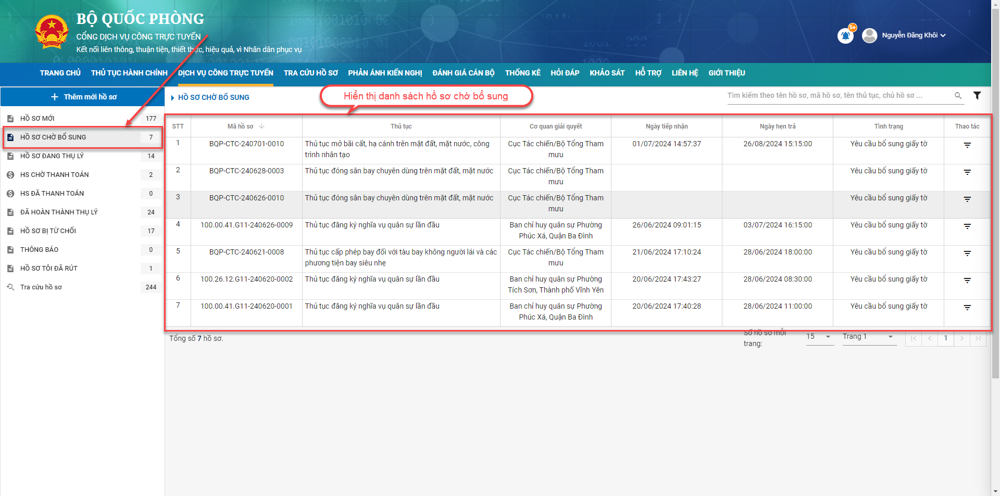 BỘ QUỐC PHÒNG
CỔNG DỊCH VỤ CÔNG TRỰC TUYẾN
Kết nối liên thông, thuận tiện, thiết thực, hiệu quả, vì Nhân dân phục vụ
5+
Nguyễn Đăng Khôi
TRANG CHỦ THỦ TỤC HÀNH CHÍNH DỊCH VỤ CÔNG TRỰC TUYẾN TRA CỨU HỒ SƠ PHẢN ÁNH KIẾN NGHỊ ĐÁNH GIÁ CÁN BỘ THỐNG KÊ HỎI ĐÁP KHẢO SÁT HỖ TRỢ LIÊN HỆ GIỚI THIỆU
Thêm mới hồ sơ
HỒ SƠ MỚI 177
HỒ SƠ CHỜ BỔ SUNG 7
HỒ SƠ ĐANG THỤ LÝ 14
HS CHỜ THANH TOÁN 2
HS ĐÃ THANH TOÁN 0
ĐÃ HOÀN THÀNH THỤ LÝ 24
HỒ SƠ BỊ TỪ CHỐI 17
THÔNG BÁO 0
HỒ SƠ TÔI ĐÃ RÚT 1
Tra cứu hồ sơ 244
HỒ SƠ CHỜ BỔ SUNG
Hiển thị danh sách hồ sơ chờ bổ sung
Tìm kiếm theo tên hồ sơ, mã hồ sơ, tên thủ tục, chủ hồ sơ ...
STT Mã hồ sơ Thủ tục Cơ quan giải quyết Ngày tiếp nhận Ngày hẹn trả Tình trạng Thao tác
1 BQP-CTC-240701-0010 Thủ tục mở bãi cất, hạ cánh trên mặt đất, mặt nước, công Cục Tác chiến/Bộ Tổng Tham 01/07/2024 14:57:37 26/08/2024 15:15:00 Yêu cầu bổ sung giấy tờ
trình nhân tạo mưu
2 BQP-CTC-240628-0003 Thủ tục đóng sân bay chuyên dùng trên mặt đất, mặt nước Cục Tác chiến/Bộ Tổng Tham Yêu cầu bổ sung giấy tờ
mưu
3 BQP-CTC-240626-0010 Thủ tục đóng sân bay chuyên dùng trên mặt đất, mặt nước Cục Tác chiến/Bộ Tổng Tham Yêu cầu bổ sung giấy tờ
mưu
4 100.00.41.G11-240626-0009 Thủ tục đăng ký nghĩa vụ quân sự lần đầu Ban chỉ huy quân sự Phường 26/06/2024 09:01:15 03/07/2024 16:15:00 Yêu cầu bổ sung giấy tờ
Phúc Xá, Quận Ba Đình
5 BQP-CTC-240621-0008 Thủ tục cấp phép bay đối với tàu bay không người lái và các Cục Tác chiến/Bộ Tổng Tham 21/06/2024 17:10:24 28/06/2024 18:00:00 Yêu cầu bổ sung giấy tờ
phương tiện bay siêu nhẹ mưu
6 100.26.12.G11-240620-0002 Thủ tục đăng ký nghĩa vụ quân sự lần đầu Ban chỉ huy quân sự Phường 20/06/2024 17:43:27 28/06/2024 08:30:00 Yêu cầu bổ sung giấy tờ
Tích Sơn, Thành phố Vĩnh Yên
7 100.00.41.G11-240620-0001 Thủ tục đăng ký nghĩa vụ quân sự lần đầu Ban chỉ huy quân sự Phường 20/06/2024 17:40:28 28/06/2024 11:00:00 Yêu cầu bổ sung giấy tờ
Phúc Xá, Quận Ba Đình
Tổng số 7 hồ sơ.
Số hồ sơ mỗi
trang:
15 Trang 1 1